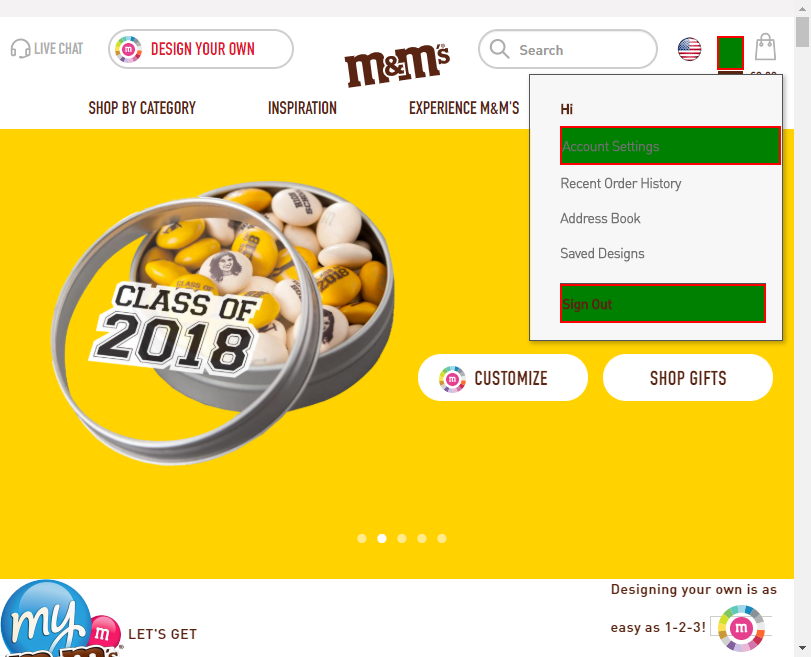 LIVE CHAT
DESIGN YOUR OWN
m&m's
Search
SHOP BY CATEGORY
INSPIRATION
EXPERIENCE M&M'S
Hi
Account Settings
Recent Order History
Address Book
Saved Designs
Sign Out
CLASS OF
2018
CUSTOMIZE
SHOP GIFTS
my
m
LET'S GET
Designing your own is as
easy as 1-2-3!
m